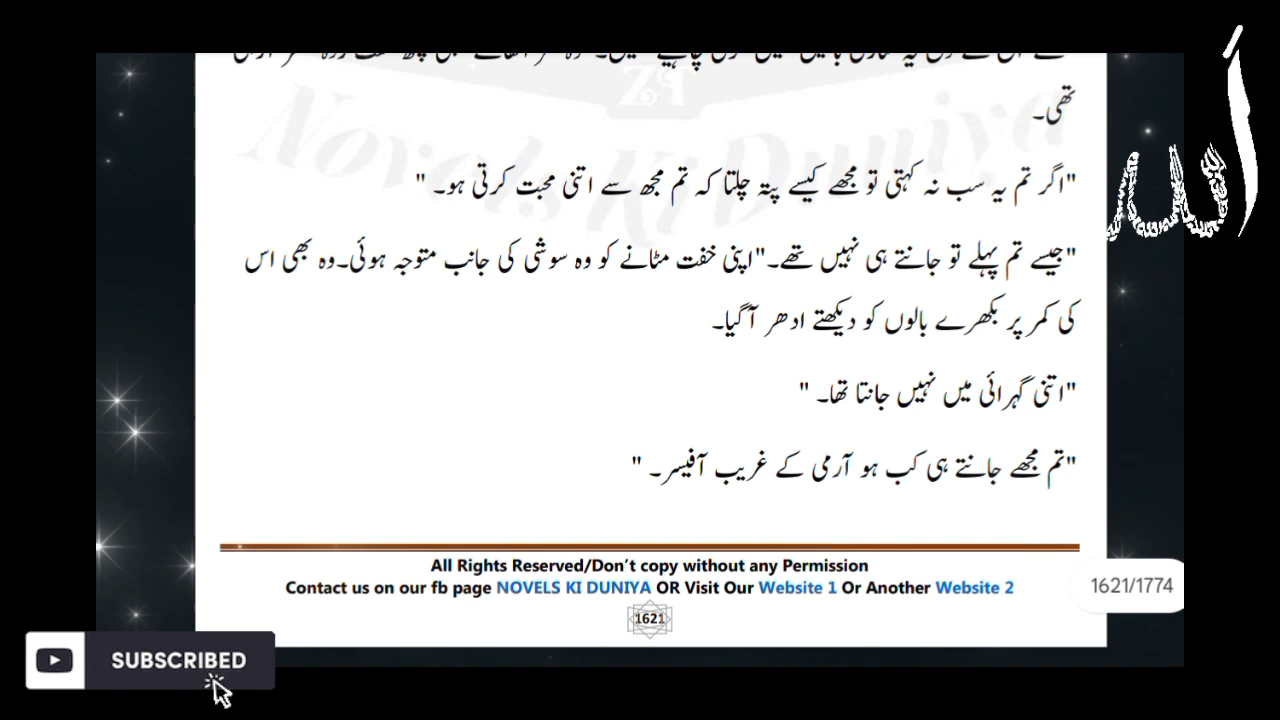 تھی۔
"اگر تم یہ سب نہ کہتی تو مجھے کیسے پتہ چلتا کہ تم مجھ سے اتنی محبت کرتی ہو۔ "
"جیسے تم پہلے تو جانتے ہی نہیں تھے۔"اپنی خفت مٹانے کو وہ سوشی کی جانب متوجہ ہوئی۔وہ بھی اس
کی کمر پر بکھرے بالوں کو دیکھتے ادھر آگیا۔
"اتنی گہرائی میں نہیں جانتا تھا۔ "
"تم مجھے جانتے ہی کب ہو آرمی کے غریب آفیسر۔ "
All Rights Reserved/Don’t copy without any Permission
Contact us on our fb page NOVELS KI DUNIYA OR Visit Our Website 1 Or Another Website 2
1621
1621/1774
SUBSCRIBED
الله
Novels Ki Duniya